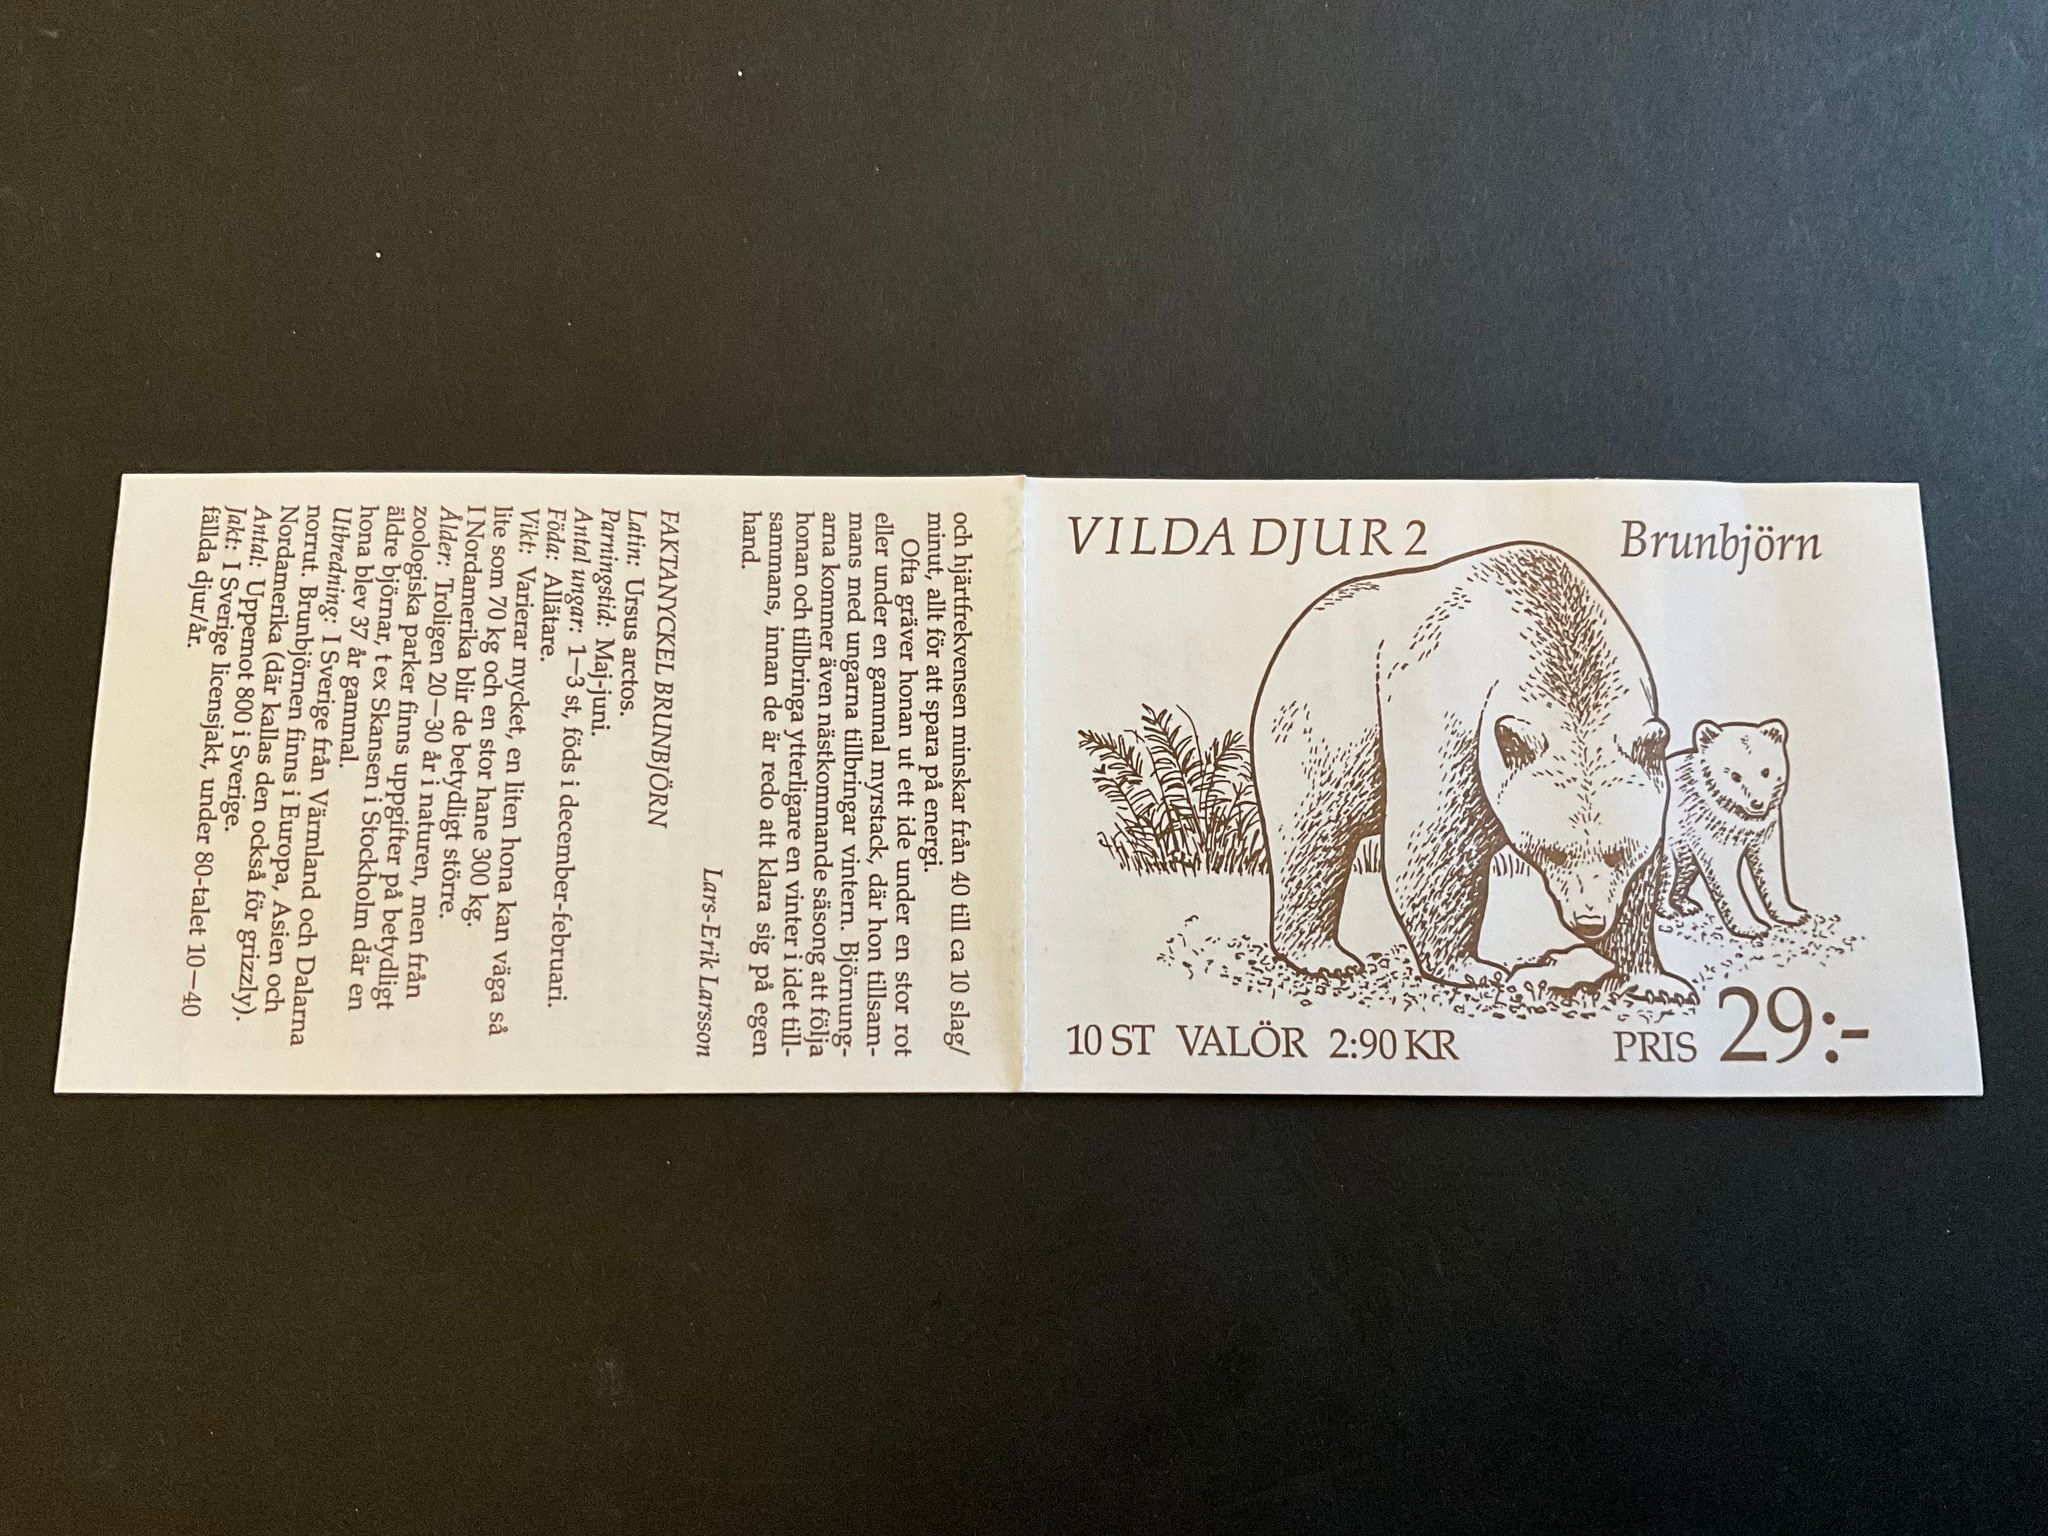 VILDA DJUR 2
Brunbjörn
10 ST VALÖR 2:90 KR
PRIS 29:-
och hjärtfrekvensen minskar från 40 till ca 10 slag/
minut, allt för att spara på energi.
Ofta gräver honan ut ett ide under en stor rot
eller under en gammal myrstack, där hon tillsam-
mans med ungarna tillbringar vintern. Björnung-
arna kommer även nästkommande säsong att följa
honan och tillbringa ytterligare en vinter i idet till-
sammans, innan de är redo att klara sig på egen
hand.
Lars-Erik Larsson
FAKTANYCKEL BRUNBJÖRN
Latin: Ursus arctos.
Parningstid: Maj-juni.
Antal ungar: 1—3 st, föds i december-februari.
Föda: Allätare.
Vikt: Varierar mycket, en liten hona kan väga så
lite som 70 kg och en stor hane 300 kg.
I Nordamerika blir de betydligt större.
Ålder: Troligen 20—30 år i naturen, men från
zoologiska parker finns uppgifter på betydligt
äldre björnar, t ex Skansen i Stockholm där en
hona blev 37 år gammal.
Utbredning: I Sverige från Värmland och Dalarna
norrut. Brunbjörnen finns i Europa, Asien och
Nordamerika (där kallas den också för grizzly).
Antal: Uppemot 800 i Sverige.
Jakt: I Sverige licensjakt, under 80-talet 10—40
fällda djur/år.